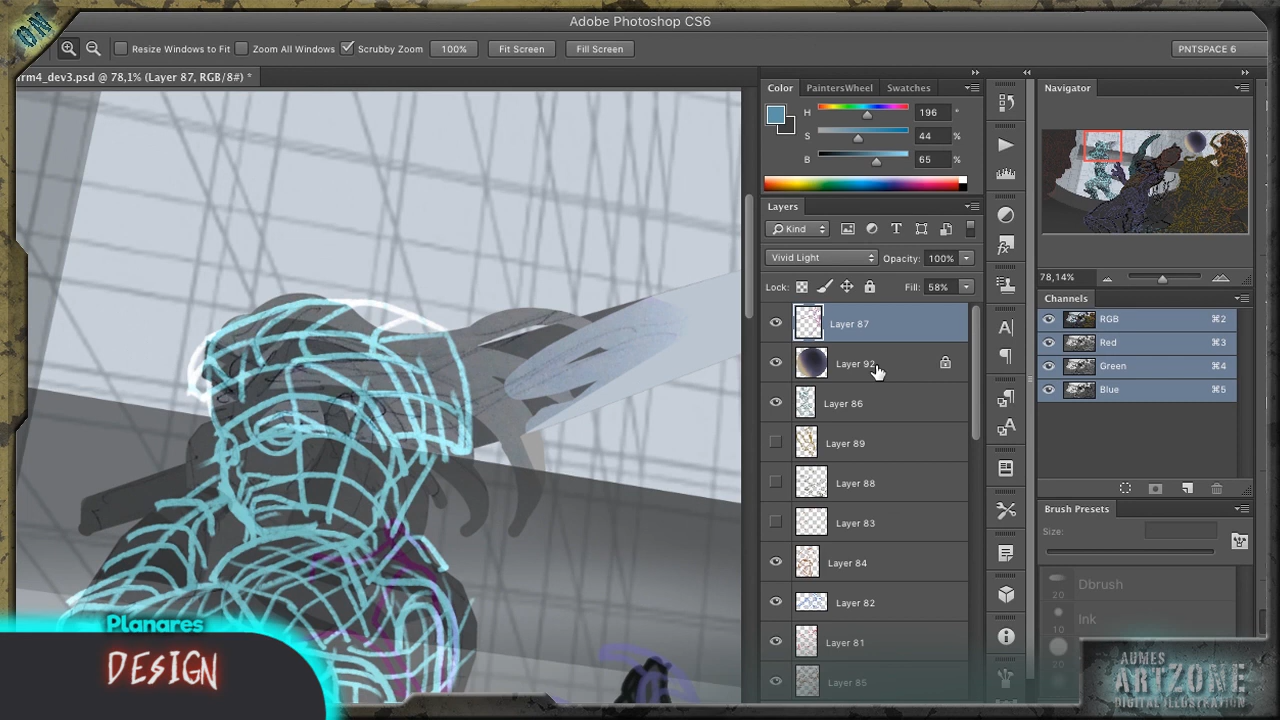 ON
Adobe Photoshop CS6
Resize Windows to Fit
Zoom All Windows
Scrubby Zoom
100%
Fit Screen
Fill Screen
PNTSPACE 6
rm4_dev3.psd @ 78,1% (Layer 87, RGB/8#) *
Color
PaintersWheel
Swatches
H
196
°
S
44
%
B
65
%
Layers
Kind
Vivid Light
Opacity:
100%
Lock:
Fill:
58%
Layer 87
Layer 92
Layer 86
Layer 89
Layer 88
Layer 83
Layer 84
Layer 82
Layer 81
Layer 85
Navigator
78,14%
Channels
RGB
⌘2
Red
⌘3
Green
⌘4
Blue
⌘5
Brush Presets
Size:
20
Dbrush
10
Ink
20
Planares
DESIGN
AUMES
ARTZONE
DIGITAL ILLUSTRATION